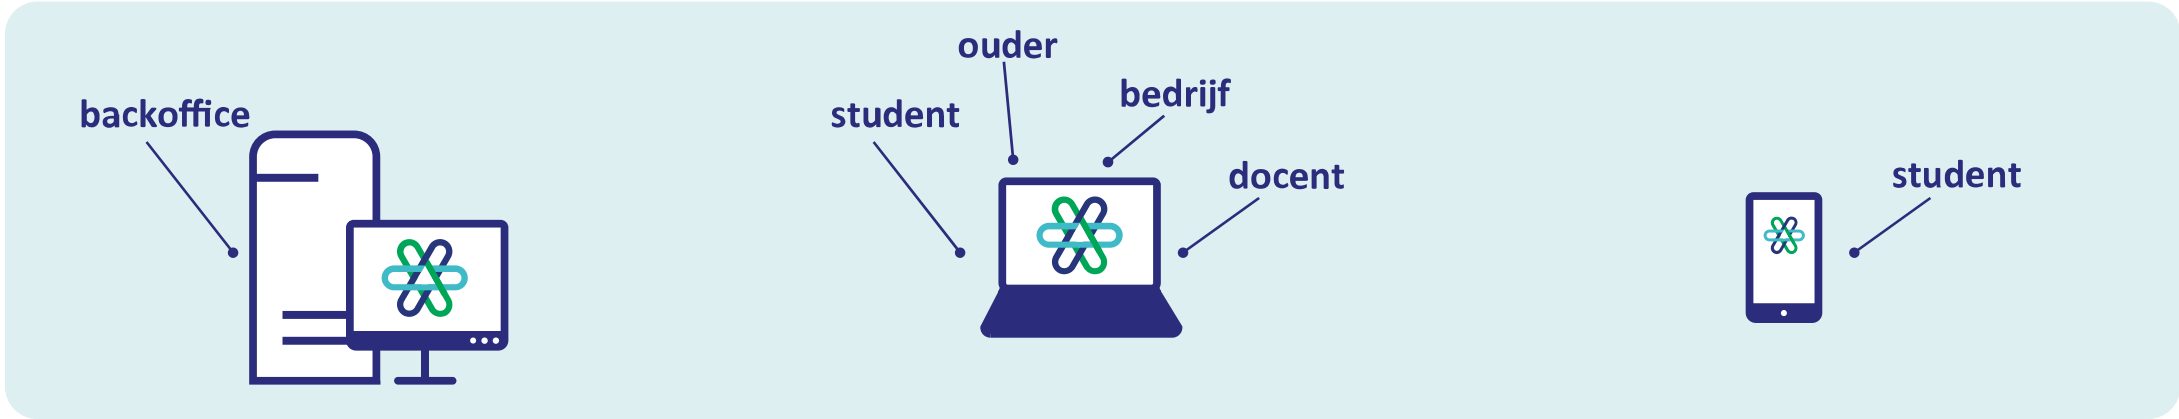 backoffice
student
ouder
bedrijf
docent
student